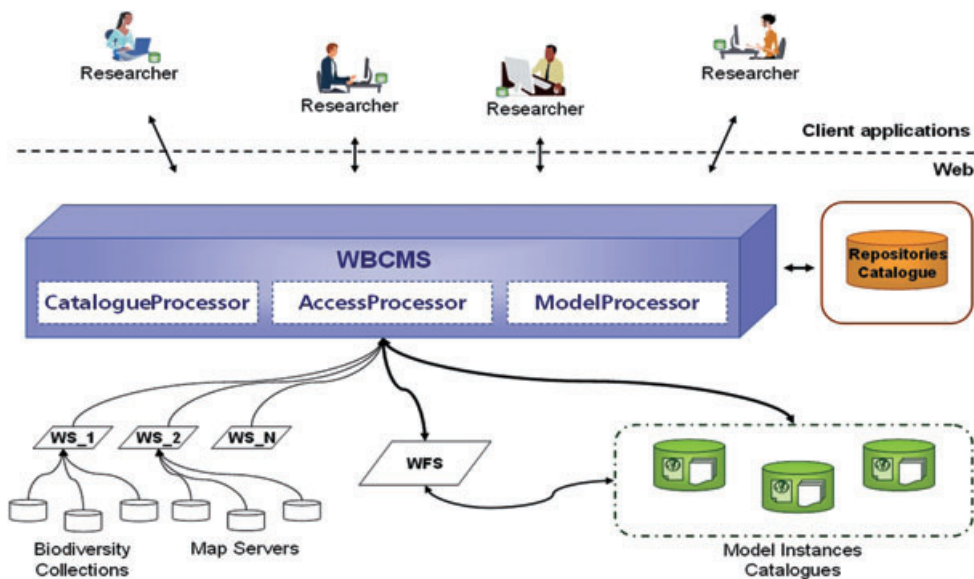 Researcher
Researcher
Researcher
Researcher
Client applications
Web
WBCMS
CatalogueProcessor
AccessProcessor
ModelProcessor
Repositories
Catalogue
WS_1
WS_2
WS_N
WFS
Biodiversity
Collections
Map Servers
Model Instances
Catalogues